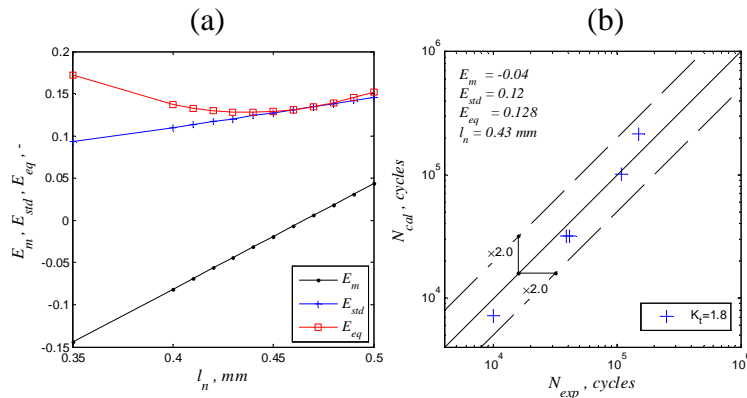 (a)
(b)
0.2
0.15
0.1
0.05
0
-0.05
-0.1
-0.15
E_m, E_std, E_eq, -
0.35
0.4
0.45
0.5
l_n, mm
E_m
E_std
E_eq
10^6
10^5
10^4
N_cal, cycles
E_m = -0.04
E_std = 0.12
E_eq = 0.128
l_n = 0.43 mm
×2.0
×2.0
K_t=1.8
10^4
10^5
10^6
N_exp, cycles